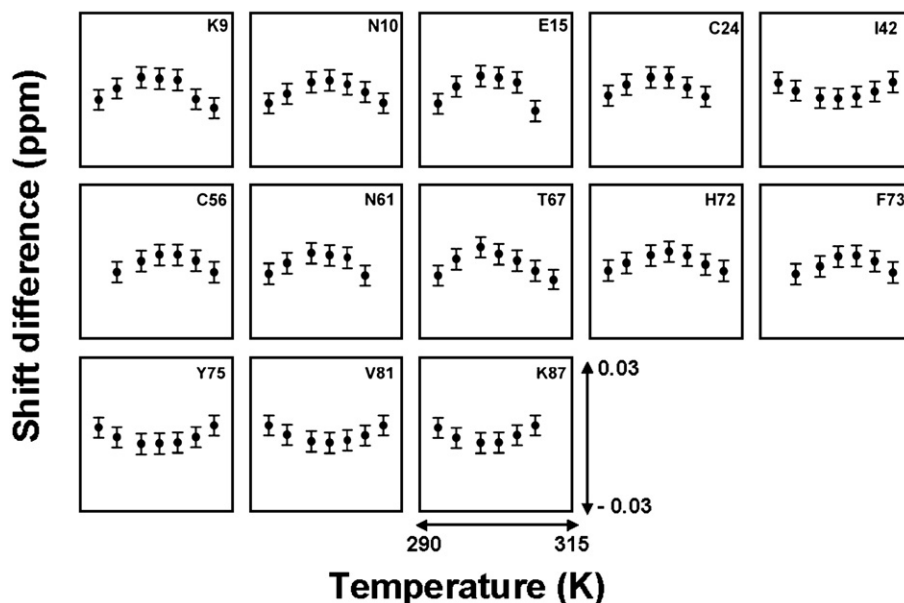 K9 N10 E15 C24 I42
C56 N61 T67 H72 F73
Y75 V81 K87
Shift difference (ppm)
0.03
- 0.03
290 315
Temperature (K)